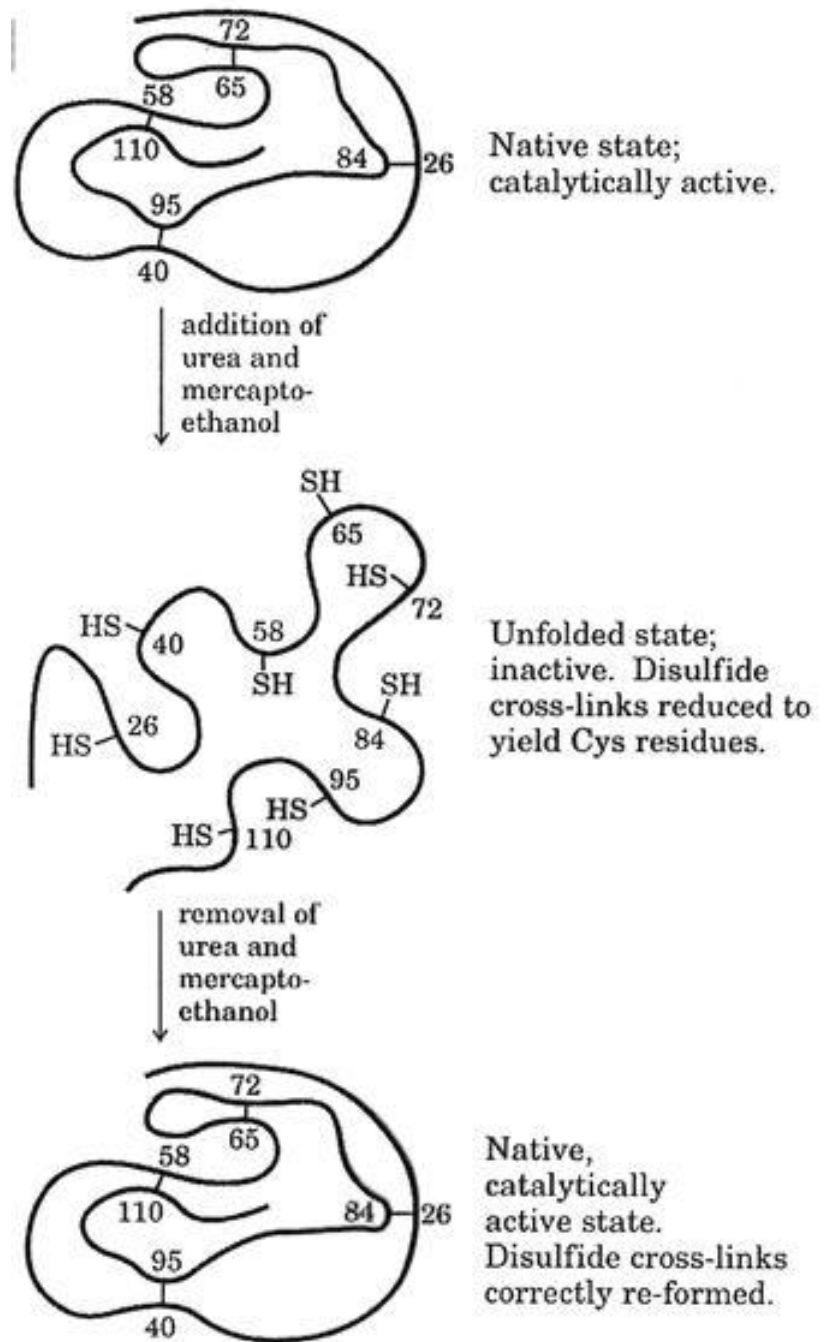 72
65
58
110
84
26
95
40
Native state;
catalytically active.
addition of
urea and
mercapto-
ethanol
SH
65
HS
72
HS
40
58
SH
SH
84
HS
26
95
HS
HS
110
Unfolded state;
inactive. Disulfide
cross-links reduced to
yield Cys residues.
removal of
urea and
mercapto-
ethanol
72
65
58
110
84
26
95
40
Native,
catalytically
active state.
Disulfide cross-links
correctly re-formed.